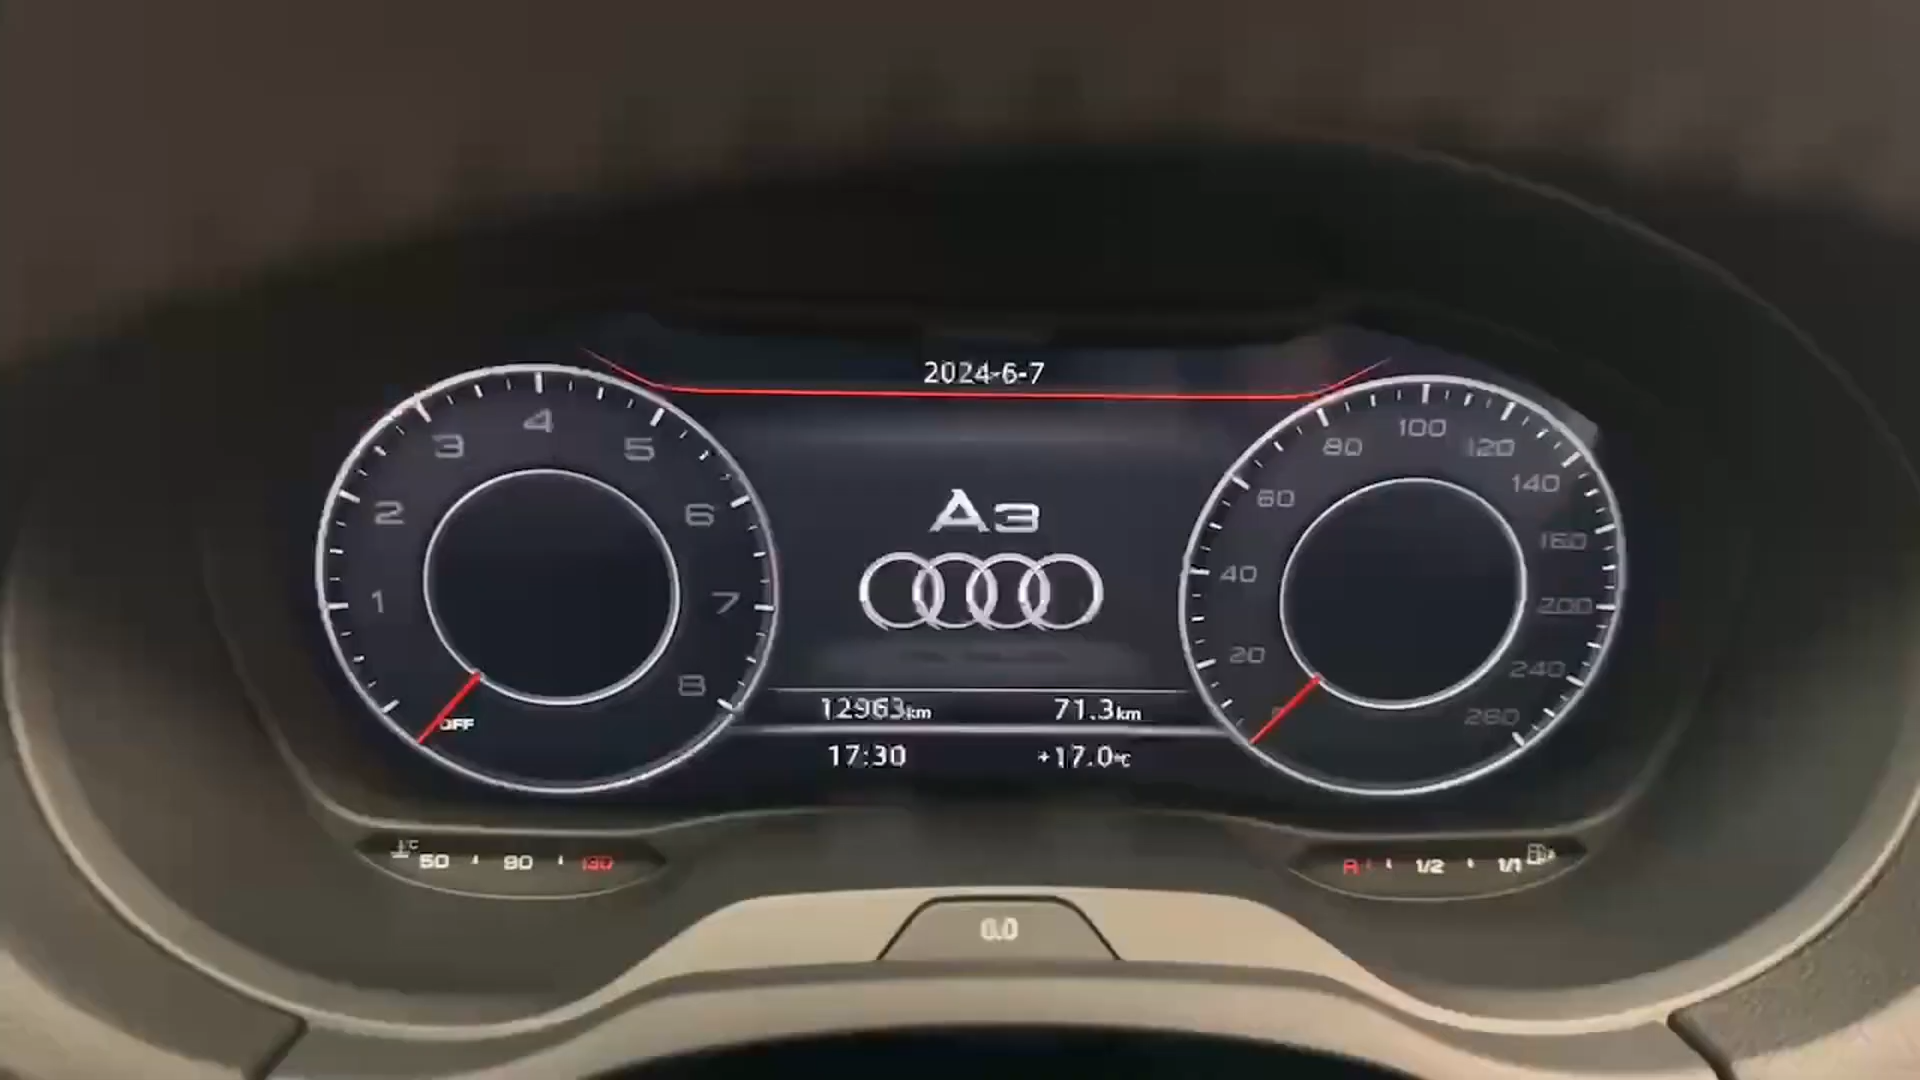 2024-6-7
3 4 5
2 6
1 7
8
OFF
A3
80 100 120
60 140
40 160
200
20 240
260
12963km 71.3km
17:30 +17.0°C
°C 50 90 130
R 1/2 1/1
0.0